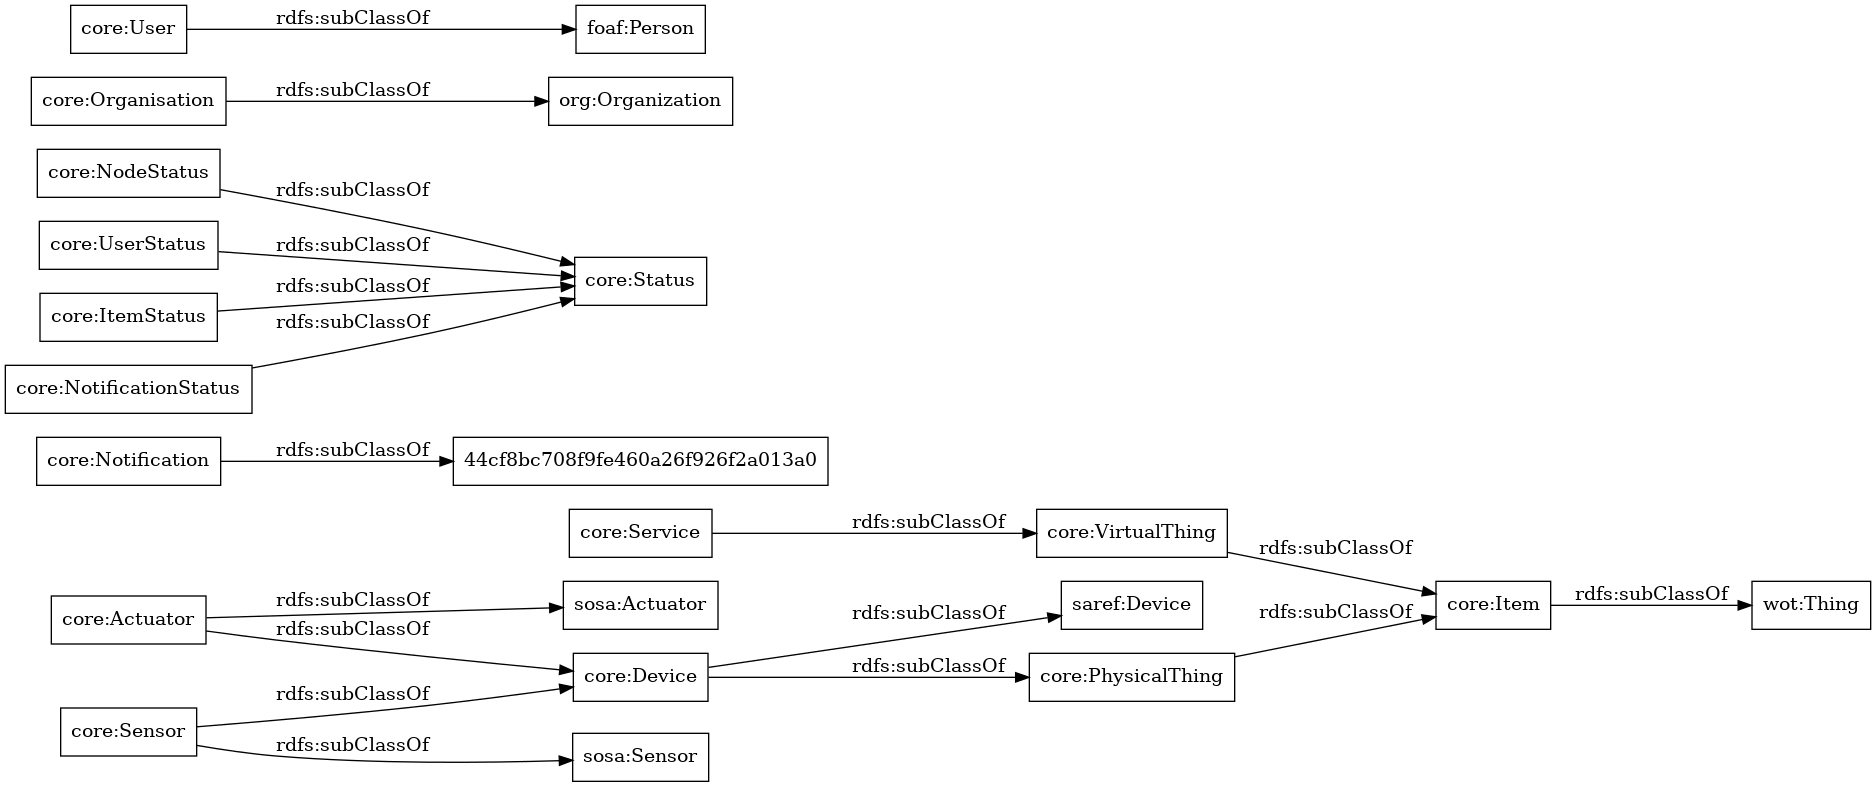 core:User
rdfs:subClassOf
foaf:Person
core:Organisation
rdfs:subClassOf
org:Organization
core:NodeStatus
rdfs:subClassOf
core:UserStatus
rdfs:subClassOf
core:Status
core:ItemStatus
rdfs:subClassOf
rdfs:subClassOf
core:NotificationStatus
core:Notification
rdfs:subClassOf
44cf8bc708f9fe460a26f926f2a013a0
core:Service
rdfs:subClassOf
core:VirtualThing
rdfs:subClassOf
core:Actuator
rdfs:subClassOf
sosa:Actuator
rdfs:subClassOf
rdfs:subClassOf
saref:Device
rdfs:subClassOf
core:Item
rdfs:subClassOf
wot:Thing
core:Device
rdfs:subClassOf
core:PhysicalThing
core:Sensor
rdfs:subClassOf
rdfs:subClassOf
sosa:Sensor